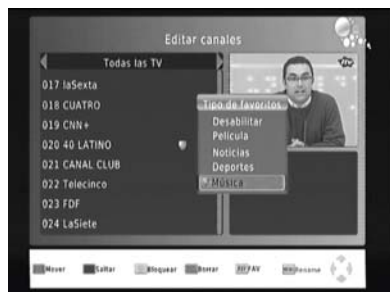 Editar canales
Todas las TV
017 laSexta
018 CUATRO
019 CNN+
020 40 LATINO
021 CANAL CLUB
022 Telecinco
023 FDF
024 LaSiete
Tipo de favoritos
Desabilitar
Película
Noticias
Deportes
Música
Mover Saltar Bloquear Borrar FAV Rename